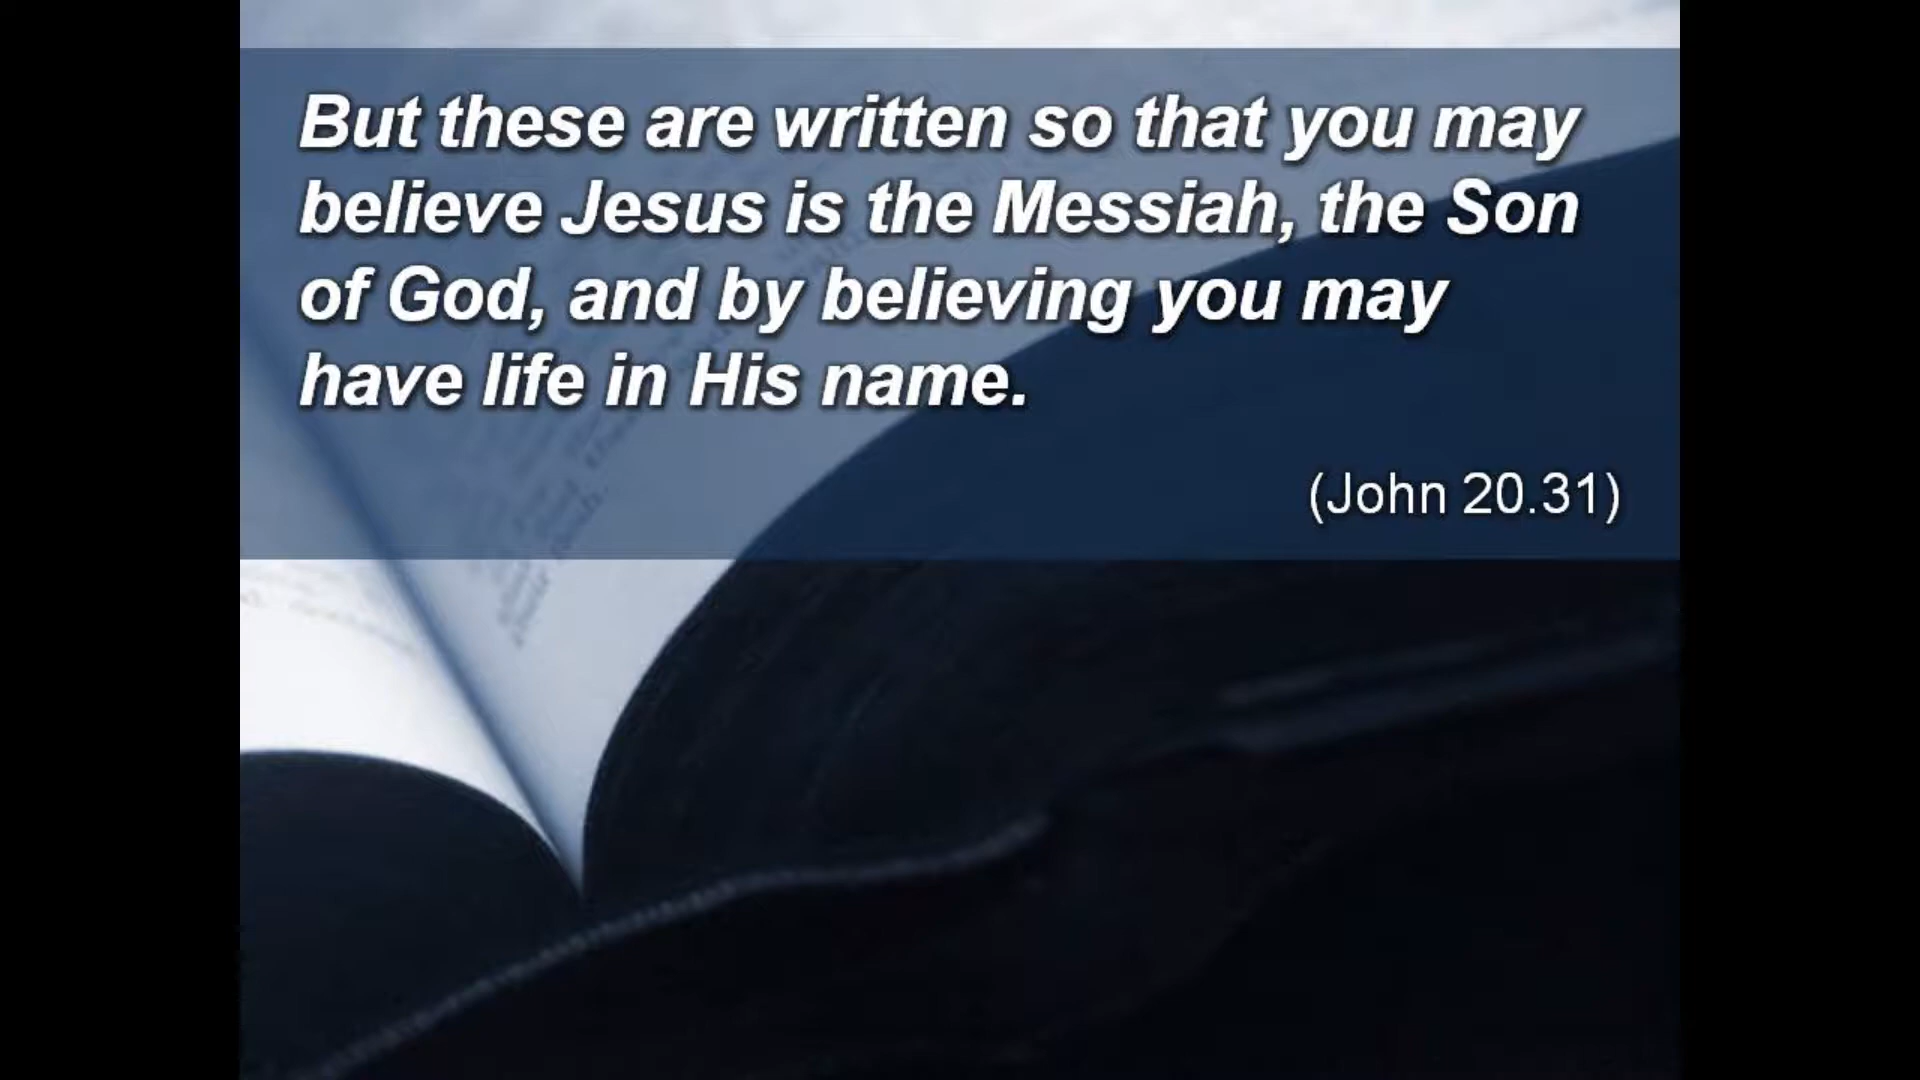 But these are written so that you may
believe Jesus is the Messiah, the Son
of God, and by believing you may
have life in His name.
(John 20.31)